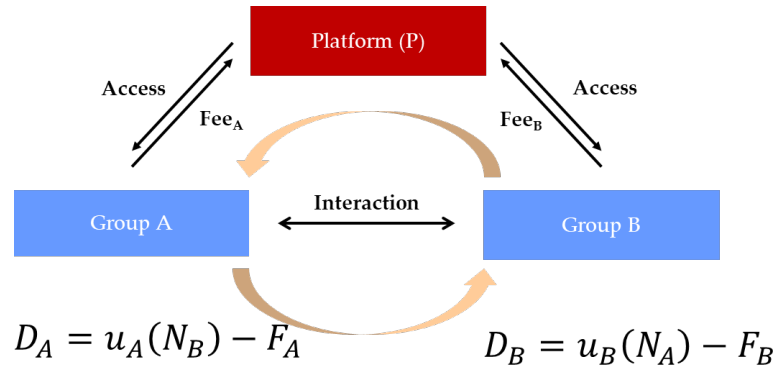 Platform (P)
Access
Access
Fee_A
Fee_B
Interaction
Group A
Group B
D_A = u_A(N_B) − F_A
D_B = u_B(N_A) − F_B